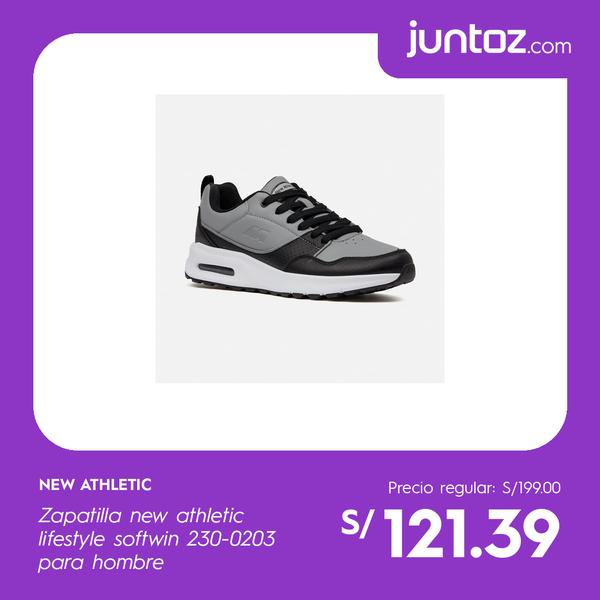 juntoz.com
NEW ATHLETIC
Zapatilla new athletic
lifestyle softwin 230-0203
para hombre
Precio regular: S/199.00
S/121.39